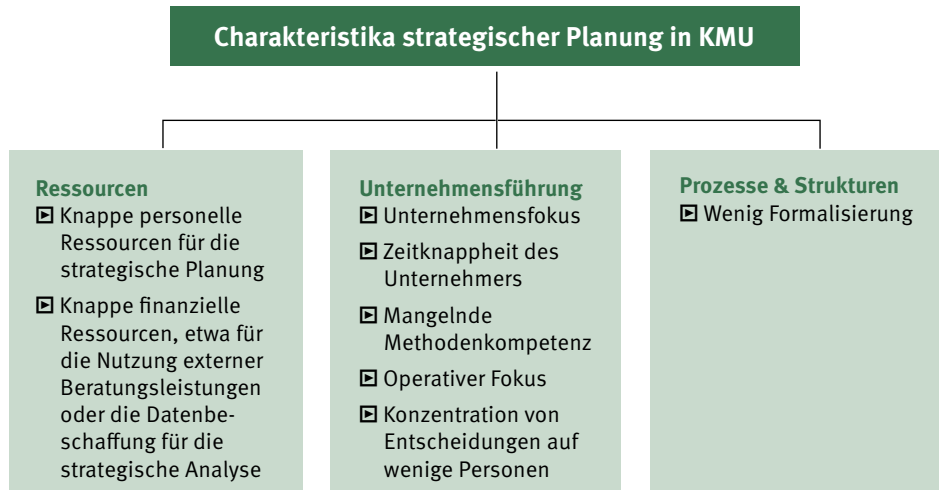 Charakteristika strategischer Planung in KMU
Ressourcen
Knappe personelle
Ressourcen für die
strategische Planung
Knappe finanzielle
Ressourcen, etwa für
die Nutzung externer
Beratungsleistungen
oder die Datenbe-
schaffung für die
strategische Analyse
Unternehmensführung
Unternehmensfokus
Zeitknappheit des
Unternehmers
Mangelnde
Methodenkompetenz
Operativer Fokus
Konzentration von
Entscheidungen auf
wenige Personen
Prozesse & Strukturen
Wenig Formalisierung